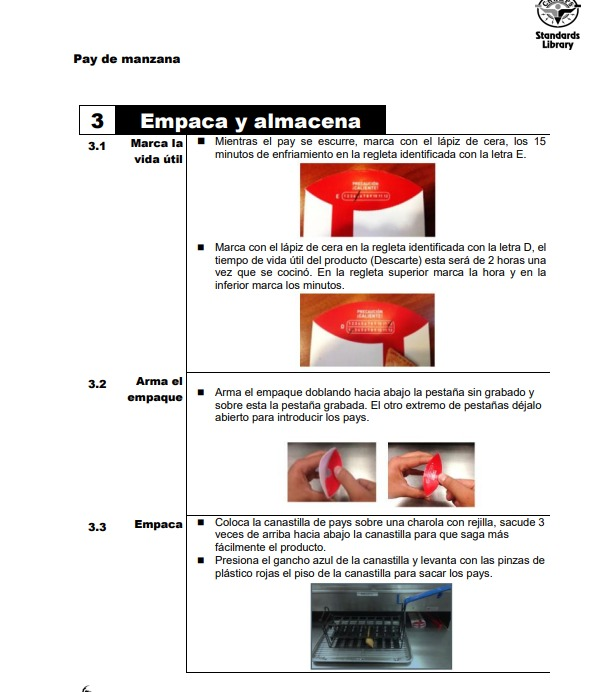 Standards
Library
Pay de manzana
3 Empaca y almacena
3.1 Marca la
vida útil
■ Mientras el pay se escurre, marca con el lápiz de cera, los 15
minutos de enfriamiento en la regleta identificada con la letra E.
PRECAUCIÓN
¡CALIENTE!
E
■ Marca con el lápiz de cera en la regleta identificada con la letra D, el
tiempo de vida útil del producto (Descarte) esta será de 2 horas una
vez que se cocinó. En la regleta superior marca la hora y en la
inferior marca los minutos.
PRECAUCIÓN
¡CALIENTE!
D
3.2 Arma el
empaque
■ Arma el empaque doblando hacia abajo la pestaña sin grabado y
sobre esta la pestaña grabada. El otro extremo de pestañas déjalo
abierto para introducir los pays.
3.3 Empaca
■ Coloca la canastilla de pays sobre una charola con rejilla, sacude 3
veces de arriba hacia abajo la canastilla para que saga más
fácilmente el producto.
■ Presiona el gancho azul de la canastilla y levanta con las pinzas de
plástico rojas el piso de la canastilla para sacar los pays.